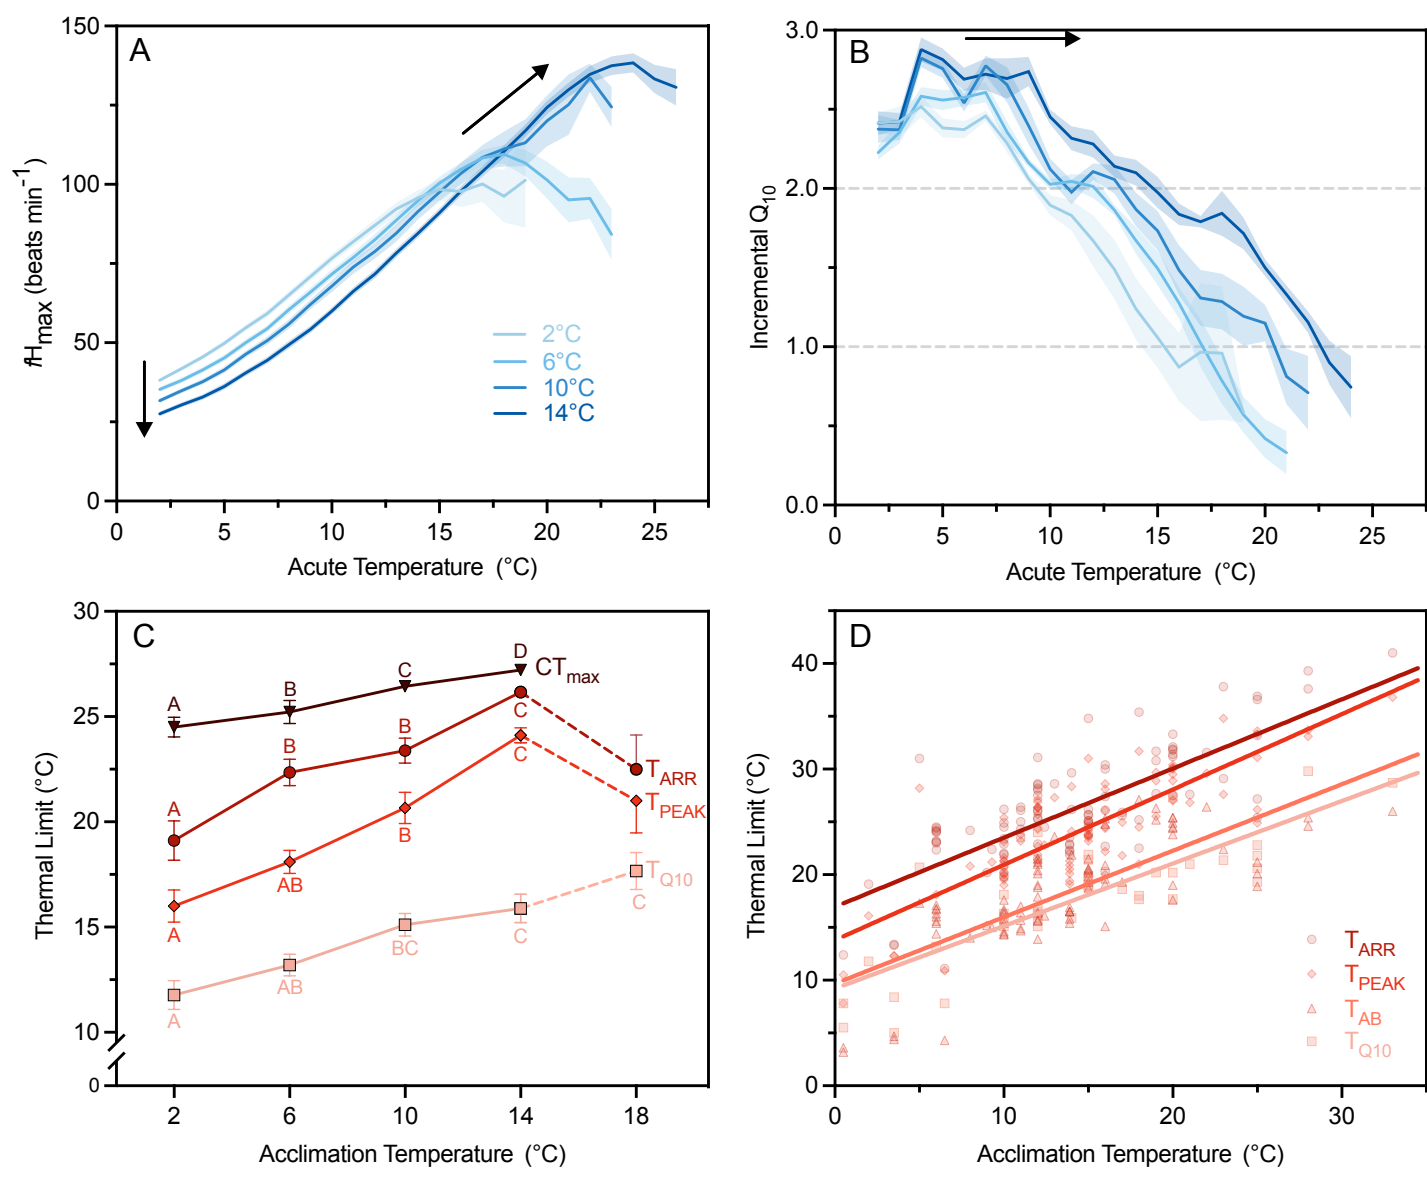 A
150
100
50
0
0 5 10 15 20 25
fHmax (beats min-1)
Acute Temperature (°C)
2°C
6°C
10°C
14°C
B
3.0
2.0
1.0
0.0
0 5 10 15 20 25
Incremental Q10
Acute Temperature (°C)
C
30
25
20
15
10
0
2 6 10 14 18
Thermal Limit (°C)
Acclimation Temperature (°C)
A B C D CTmax
A B B C TARR
A AB B C TPEAK
A AB BC C C TQ10
D
40
30
20
10
0
0 10 20 30
Thermal Limit (°C)
Acclimation Temperature (°C)
TARR
TPEAK
TAB
TQ10